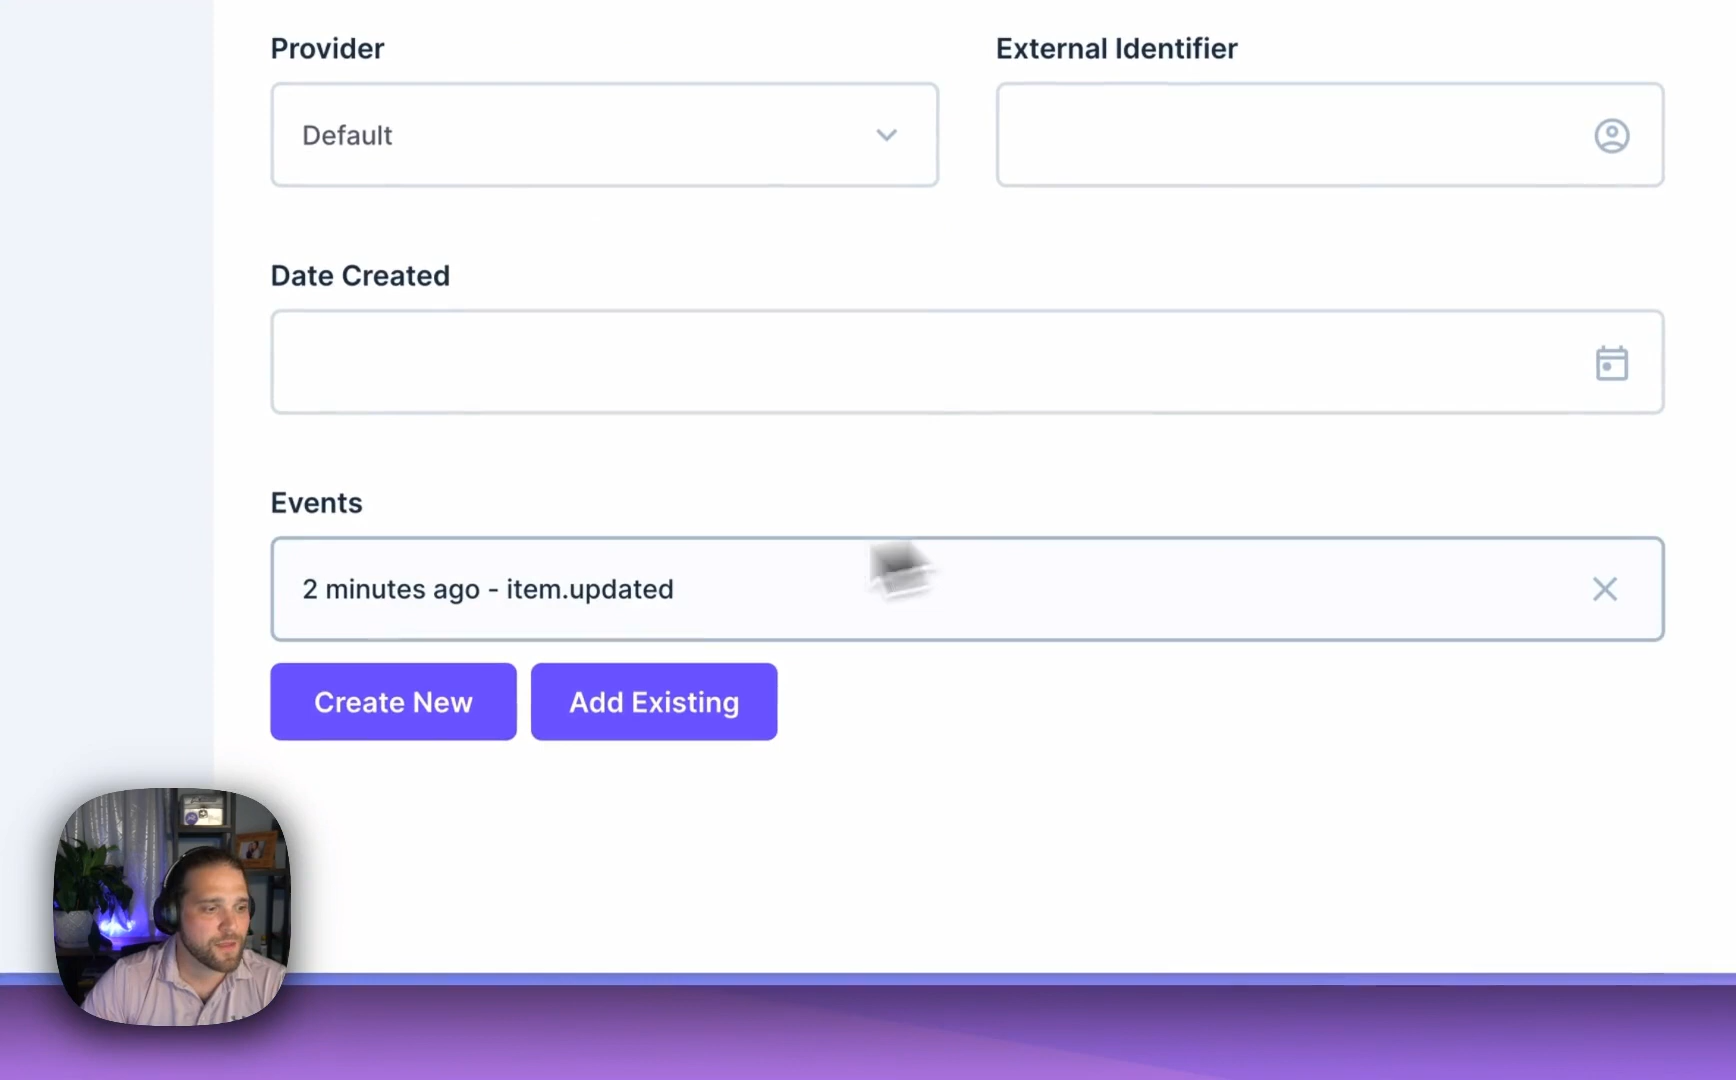 Provider
External Identifier
Default
Date Created
Events
2 minutes ago - item.updated
Create New
Add Existing